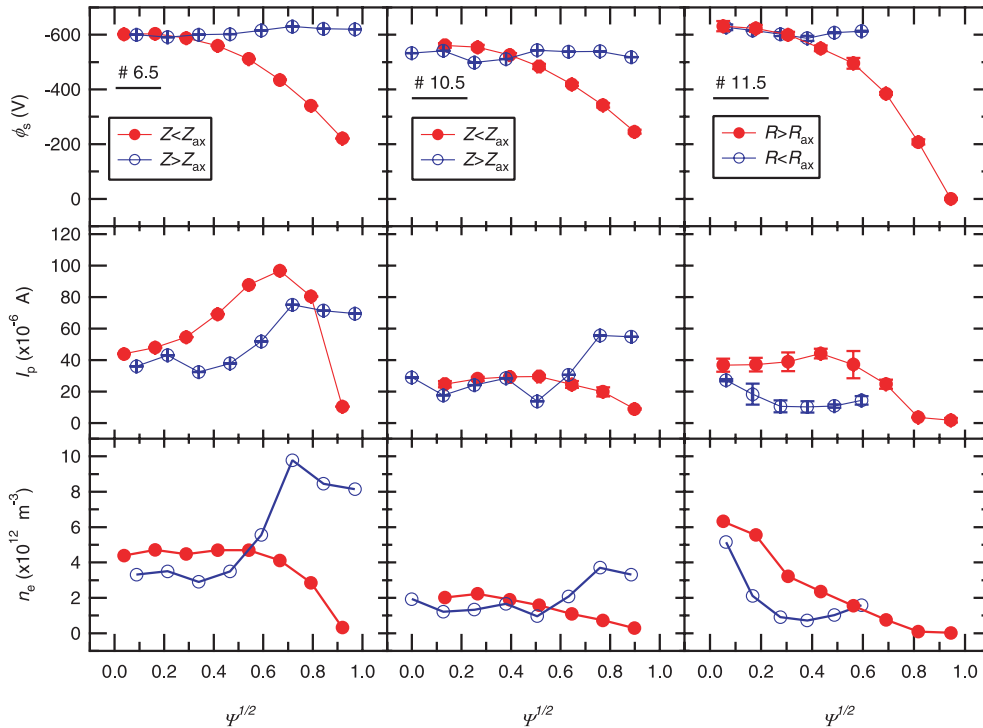 -600
-400
-200
0
ϕs (V)
# 6.5
Z<Zax
Z>Zax
# 10.5
Z<Zax
Z>Zax
# 11.5
R>Rax
R<Rax
120
100
80
60
40
20
0
Ip (x10-6 A)
10
8
6
4
2
0
ne (x1012 m-3)
0.0 0.2 0.4 0.6 0.8 1.0
0.0 0.2 0.4 0.6 0.8 1.0
0.0 0.2 0.4 0.6 0.8 1.0
Ψ1/2
Ψ1/2
Ψ1/2